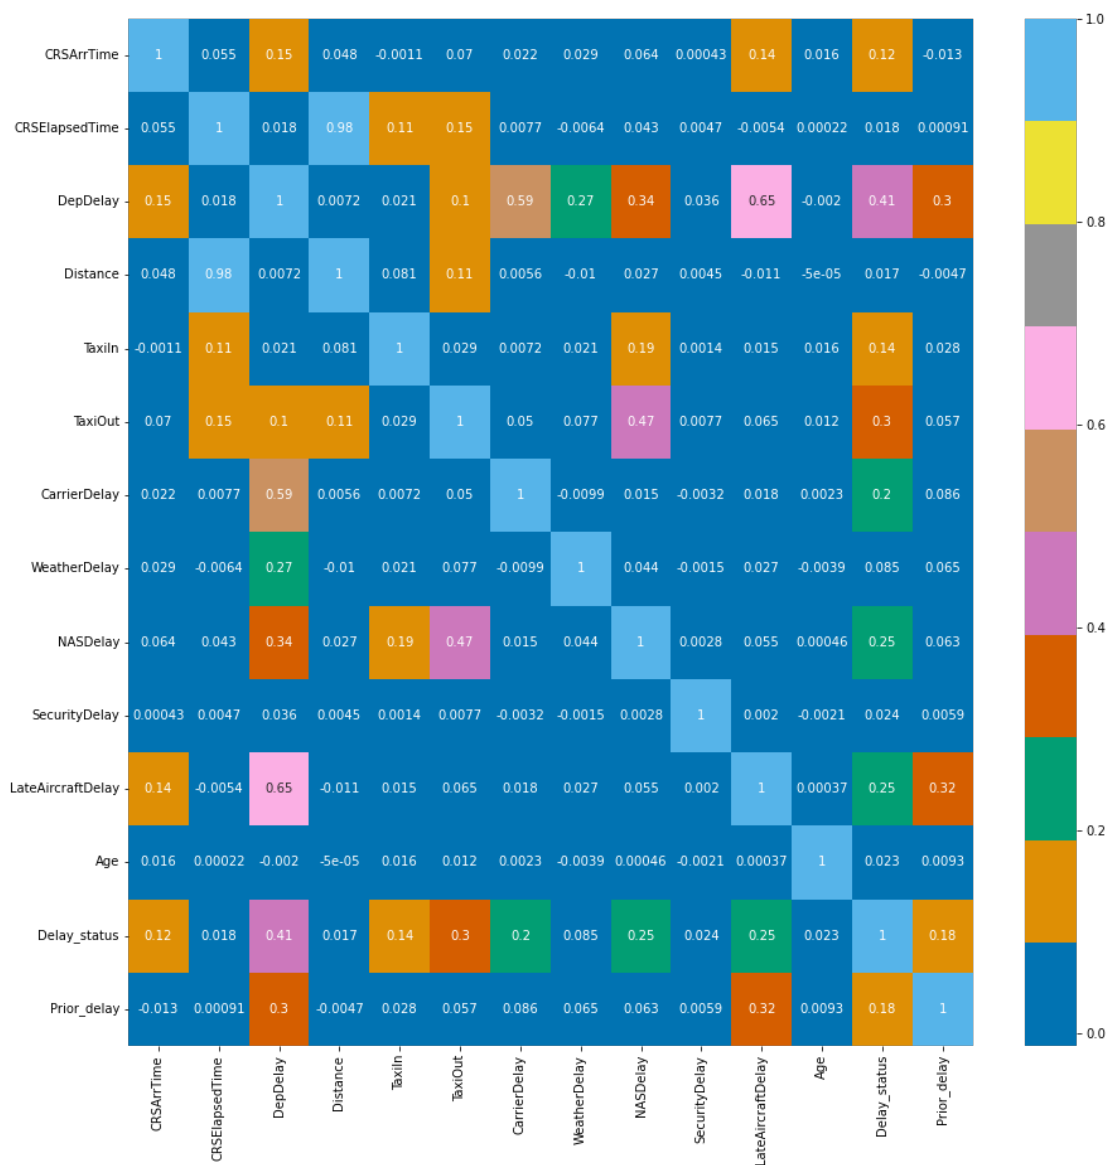 CRSArrTime 1 0.055 0.15 0.048 -0.0011 0.07 0.022 0.029 0.064 0.00043 0.14 0.016 0.12 -0.013
CRSElapsedTime 0.055 1 0.018 0.98 0.11 0.15 0.0077 -0.0064 0.043 0.0047 -0.0054 0.00022 0.018 0.00091
DepDelay 0.15 0.018 1 0.0072 0.021 0.1 0.59 0.27 0.34 0.036 0.65 -0.002 0.41 0.3
Distance 0.048 0.98 0.0072 1 0.081 0.11 0.0056 -0.01 0.027 0.0045 -0.011 -5e-05 0.017 -0.0047
TaxiIn -0.0011 0.11 0.021 0.081 1 0.029 0.0072 0.021 0.19 0.0014 0.015 0.016 0.14 0.028
TaxiOut 0.07 0.15 0.1 0.11 0.029 1 0.05 0.077 0.47 0.0077 0.065 0.012 0.3 0.057
CarrierDelay 0.022 0.0077 0.59 0.0056 0.0072 0.05 1 -0.0099 0.015 -0.0032 0.018 0.0023 0.2 0.086
WeatherDelay 0.029 -0.0064 0.27 -0.01 0.021 0.077 -0.0099 1 0.044 -0.0015 0.027 -0.0039 0.085 0.065
NASDelay 0.064 0.043 0.34 0.027 0.19 0.47 0.015 0.044 1 0.0028 0.055 0.00046 0.25 0.063
SecurityDelay 0.00043 0.0047 0.036 0.0045 0.0014 0.0077 -0.0032 -0.0015 0.0028 1 0.002 -0.0021 0.024 0.0059
LateAircraftDelay 0.14 -0.0054 0.65 -0.011 0.015 0.065 0.018 0.027 0.055 0.002 1 0.00037 0.25 0.32
Age 0.016 0.00022 -0.002 -5e-05 0.016 0.012 0.0023 -0.0039 0.00046 -0.0021 0.00037 1 0.023 0.0093
Delay_status 0.12 0.018 0.41 0.017 0.14 0.3 0.2 0.085 0.25 0.024 0.25 0.023 1 0.18
Prior_delay -0.013 0.00091 0.3 -0.0047 0.028 0.057 0.086 0.065 0.063 0.0059 0.32 0.0093 0.18 1
CRSArrTime
CRSElapsedTime
DepDelay
Distance
TaxiIn
TaxiOut
CarrierDelay
WeatherDelay
NASDelay
SecurityDelay
LateAircraftDelay
Age
Delay_status
Prior_delay
1.0
0.8
0.6
0.4
0.2
0.0